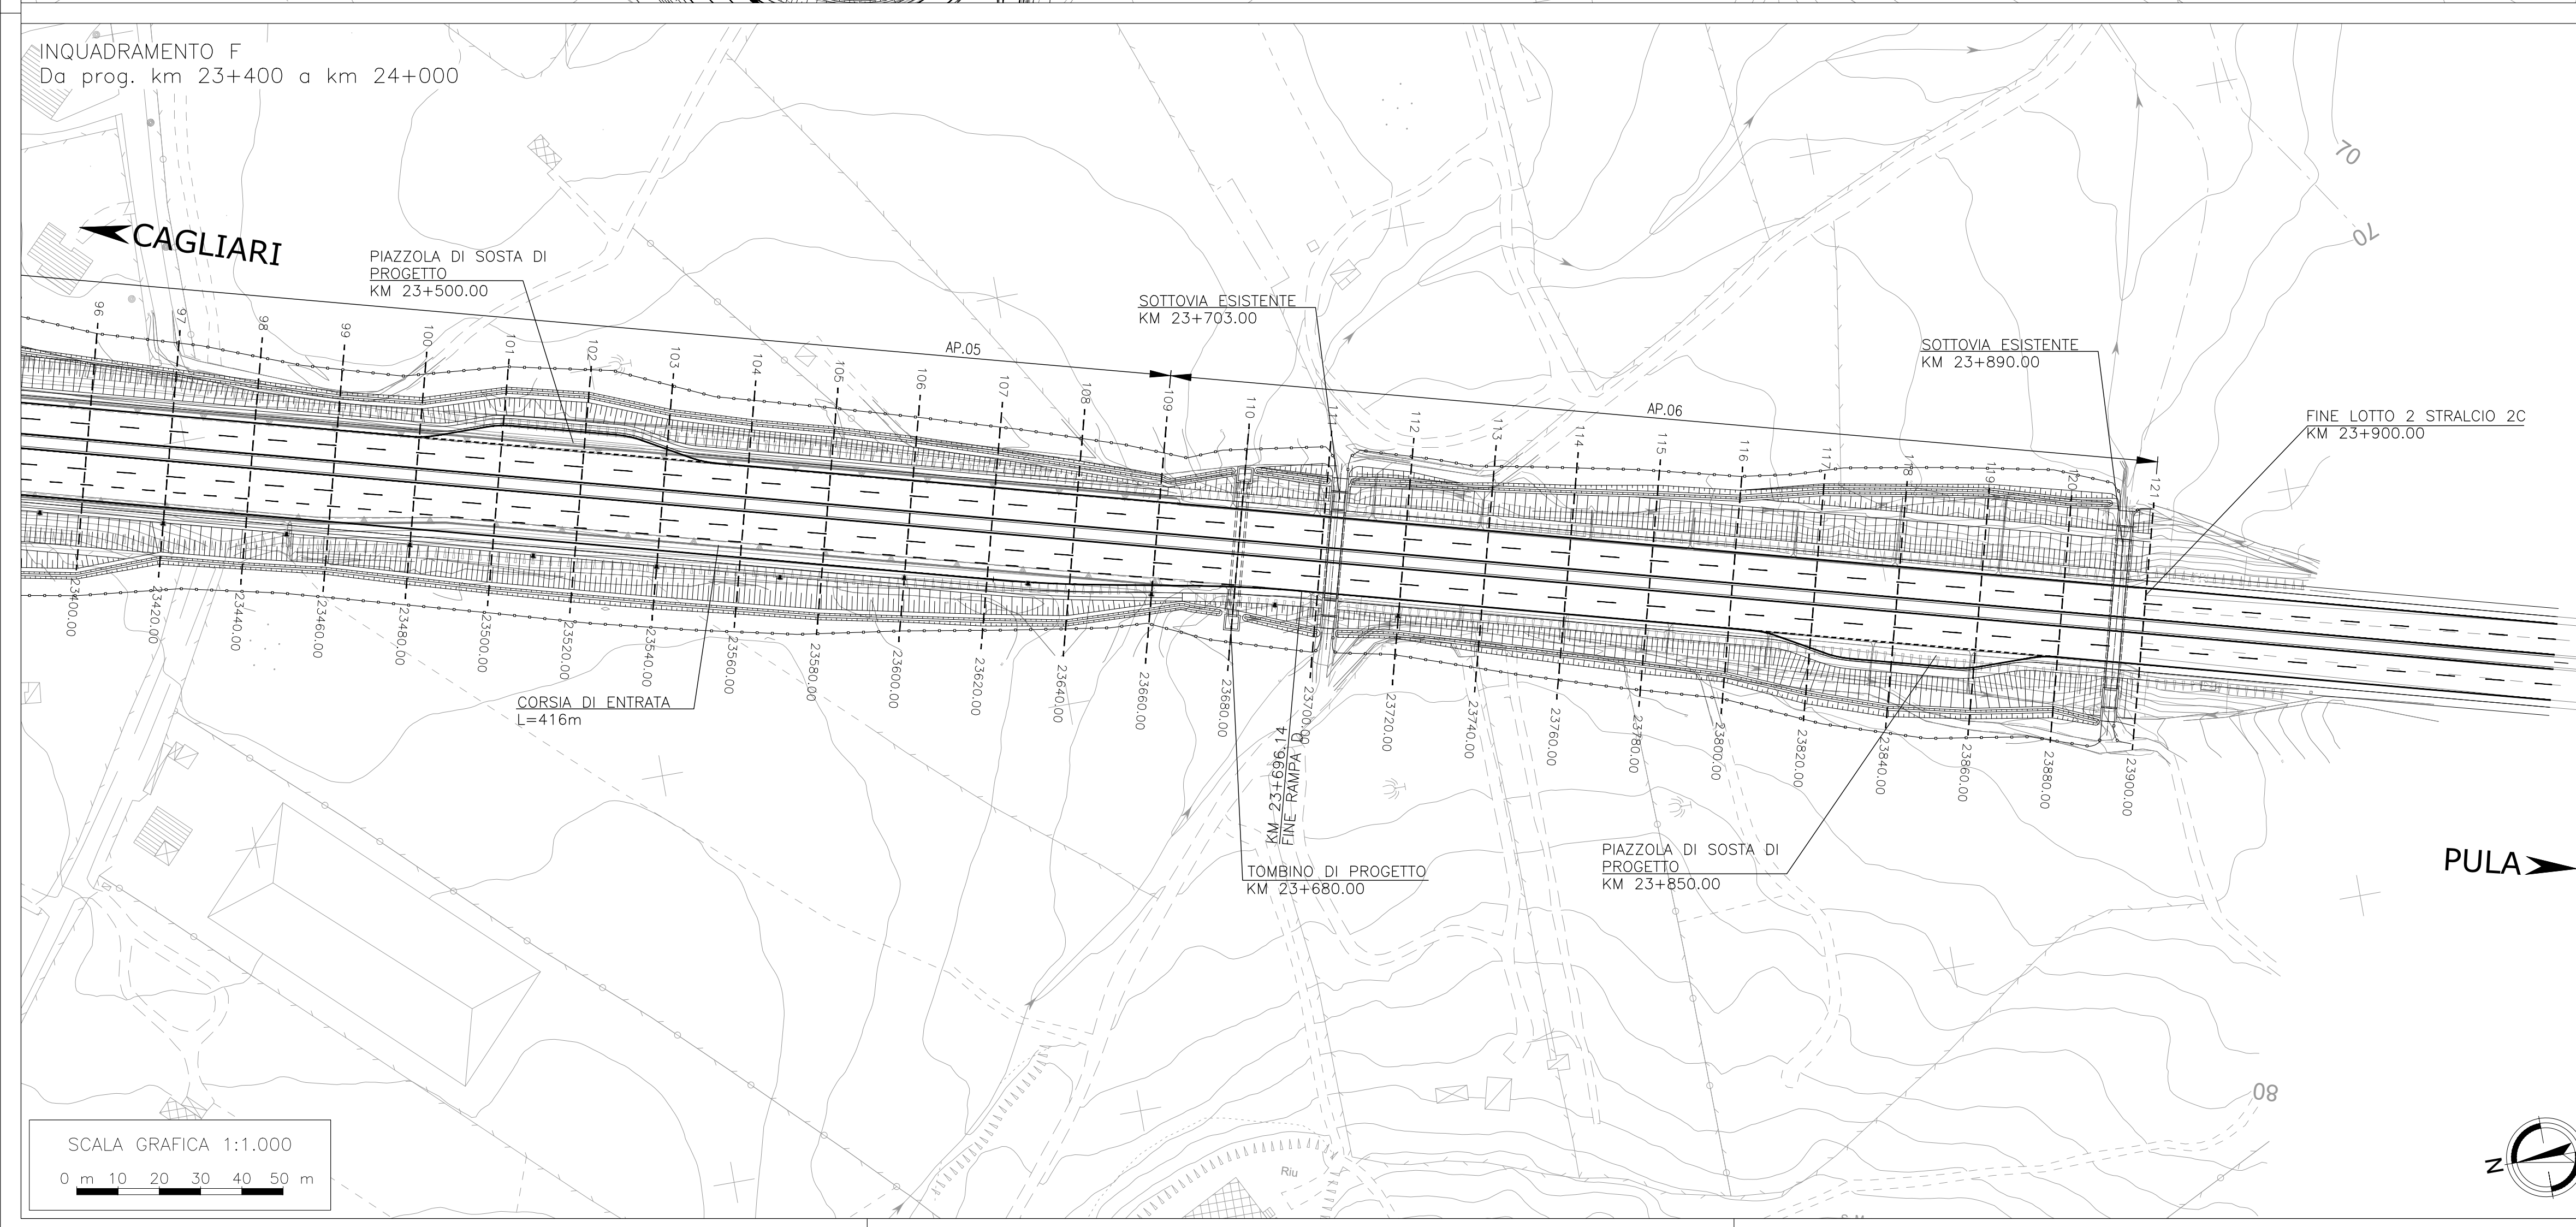 INQUADRAMENTO F
Da prog. km 23+400 a km 24+000
CAGLIARI
PIAZZOLA DI SOSTA DI
PROGETTO
KM 23+500.00
SOTTOVIA ESISTENTE
KM 23+703.00
SOTTOVIA ESISTENTE
KM 23+890.00
FINE LOTTO 2 STRALCIO 2C
KM 23+900.00
70
70
AP.05
AP.06
96
97
98
99
100
101
102
103
104
105
106
107
108
109
110
111
112
113
114
115
116
117
118
119
120
121
23400.00
23420.00
23440.00
23460.00
23480.00
23500.00
23520.00
23540.00
23560.00
23580.00
23600.00
23620.00
23640.00
23660.00
23680.00
23700.00
23720.00
23740.00
23760.00
23780.00
23800.00
23820.00
23840.00
23860.00
23880.00
23900.00
CORSIA DI ENTRATA
L=416m
KM 23+696.14
FINE RAMPA D
TOMBINO DI PROGETTO
KM 23+680.00
PIAZZOLA DI SOSTA DI
PROGETTO
KM 23+850.00
PULA
80
Riu
N
SCALA GRAFICA 1:1.000
0 m 10 20 30 40 50 m